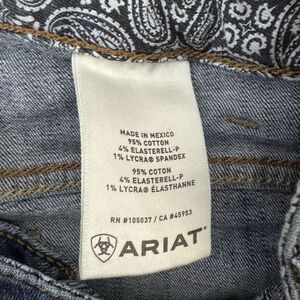 MADE IN MEXICO
95% COTTON
4% ELASTERELL-P
1% LYCRA® SPANDEX
95% COTON
4% ELASTERELL-P
1% LYCRA® ÉLASTHANNE
RN #105037 / CA #45953
ARIAT